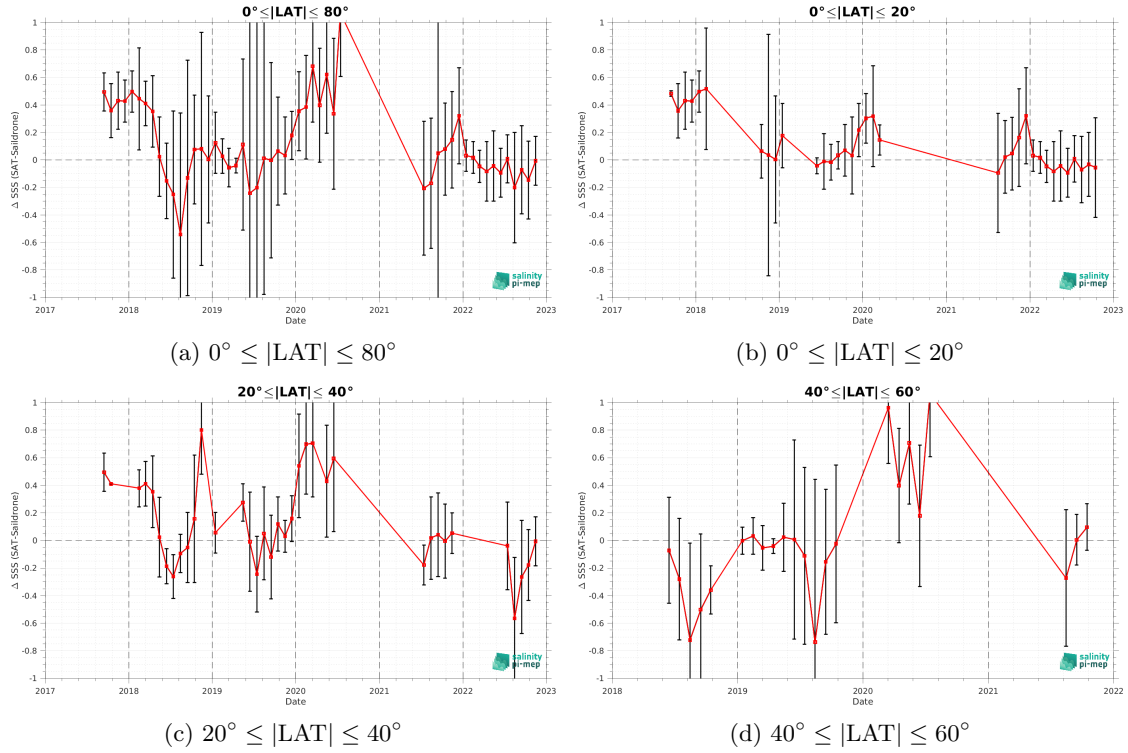 0°≤|LAT|≤ 80°
1
0.8
0.6
0.4
0.2
0
-0.2
-0.4
-0.6
-0.8
-1
Δ SSS (SAT-Saildrone)
2017 2018 2019 2020 2021 2022 2023
Date
salinity
pi-mep
(a) 0° ≤ |LAT| ≤ 80°
0°≤|LAT|≤ 20°
1
0.8
0.6
0.4
0.2
0
-0.2
-0.4
-0.6
-0.8
-1
Δ SSS (SAT-Saildrone)
2017 2018 2019 2020 2021 2022 2023
Date
salinity
pi-mep
(b) 0° ≤ |LAT| ≤ 20°
20°≤|LAT|≤ 40°
1
0.8
0.6
0.4
0.2
0
-0.2
-0.4
-0.6
-0.8
-1
Δ SSS (SAT-Saildrone)
2017 2018 2019 2020 2021 2022 2023
Date
salinity
pi-mep
(c) 20° ≤ |LAT| ≤ 40°
40°≤|LAT|≤ 60°
1
0.8
0.6
0.4
0.2
0
-0.2
-0.4
-0.6
-0.8
-1
Δ SSS (SAT-Saildrone)
2018 2019 2020 2021 2022
Date
salinity
pi-mep
(d) 40° ≤ |LAT| ≤ 60°